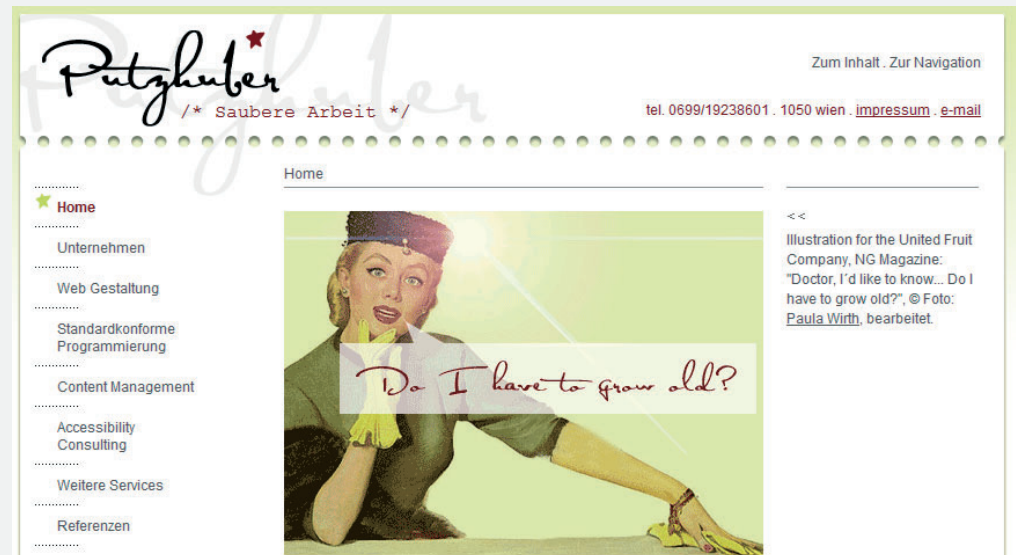 Putzhuber
/* Saubere Arbeit */
Zum Inhalt . Zur Navigation
tel. 0699/19238601 . 1050 wien . impressum . e-mail
Home
Unternehmen
Web Gestaltung
Standardkonforme
Programmierung
Content Management
Accessibility
Consulting
Weitere Services
Referenzen
Home
Do I have to grow old?
<<
Illustration for the United Fruit
Company, NG Magazine:
"Doctor, I´d like to know... Do I
have to grow old?", © Foto:
Paula Wirth, bearbeitet.